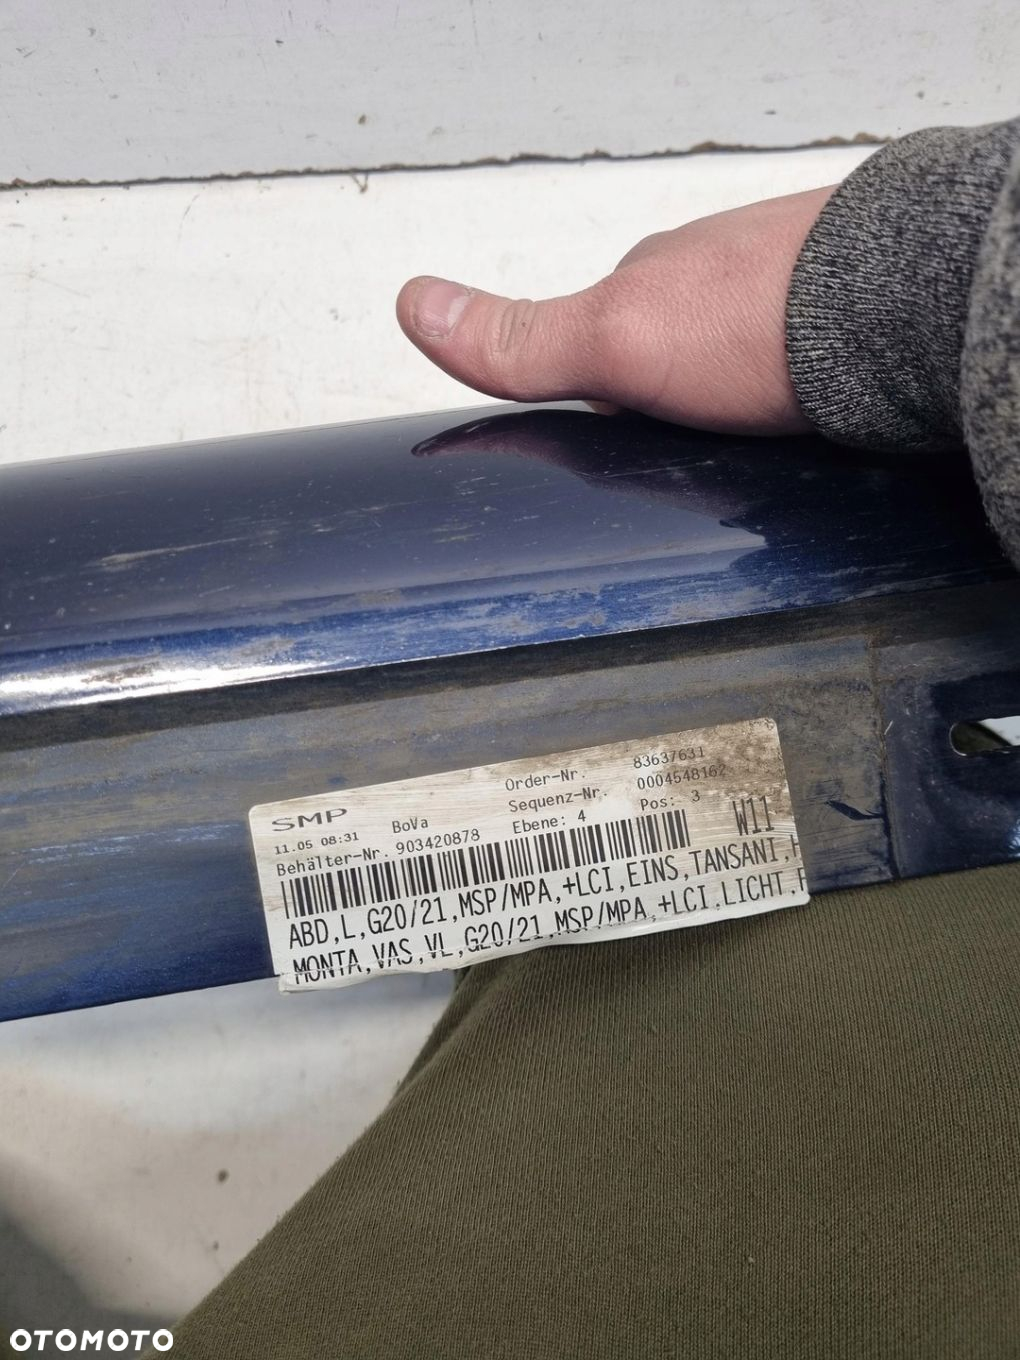 SMP
11.05 08:31
BoVa
Order-Nr. 83637631
Sequenz-Nr. 0004548162
Behälter-Nr. 903420878
Ebene: 4
Pos: 3
W11
ABD,L,G20/21,MSP/MPA,+LCI,EINS,TANSANI,
MONTA,VAS,VL,G20/21,MSP/MPA,+LCI,LICHT,
OTOMOTO